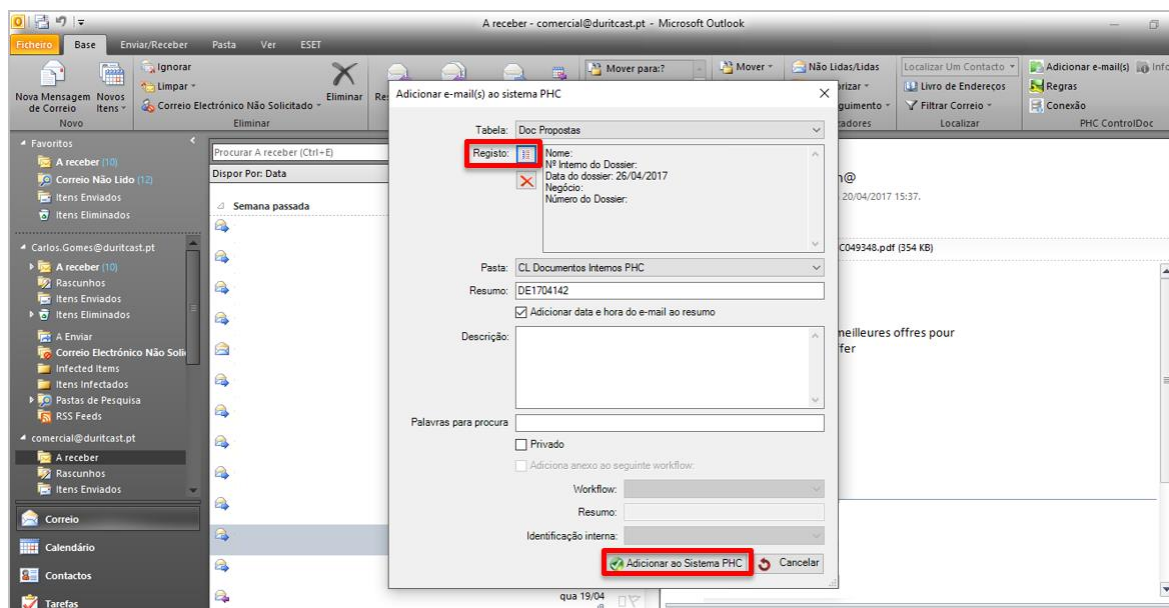 A receber - comercial@duritcast.pt - Microsoft Outlook
Ficheiro Base Enviar/Receber Pasta Ver ESET
Ignorar
Limpar
Correio Electrónico Não Solicitado
Nova Mensagem de Correio
Novos Itens
Eliminar
Mover para:?
Mover
Não Lidas/Lidas
Localizar Um Contacto
Livro de Endereços
Filtrar Correio
Adicionar e-mail(s)
Regras
Conexão
Novo
Eliminar
Localizar
PHC ControlDoc
Favoritos
A receber (10)
Correio Não Lido (12)
Itens Enviados
Itens Eliminados
Carlos.Gomes@duritcast.pt
A receber (10)
Rascunhos
Itens Enviados
Itens Eliminados
A Enviar
Correio Electrónico Não Soli
Infected Items
Itens Infectados
Pastas de Pesquisa
RSS Feeds
comercial@duritcast.pt
A receber
Rascunhos
Itens Enviados
Correio
Calendário
Contactos
Tarefas
Procurar A receber (Ctrl+E)
Dispor Por: Data
Semana passada
qua 19/04
Adicionar e-mail(s) ao sistema PHC
Tabela: Doc Propostas
Registo:
Nome:
Nº Interno do Dossier:
Data do dossier: 26/04/2017
Negócio:
Número do Dossier:
Pasta: CL Documentos Internos PHC
Resumo: DE1704142
Adicionar data e hora do e-mail ao resumo
Descrição:
Palavras para procura
Privado
Adiciona anexo ao seguinte workflow:
Workflow:
Resumo:
Identificação interna:
Adicionar ao Sistema PHC
Cancelar
20/04/2017 15:37.
C049348.pdf (354 KB)
meilleures offres pour